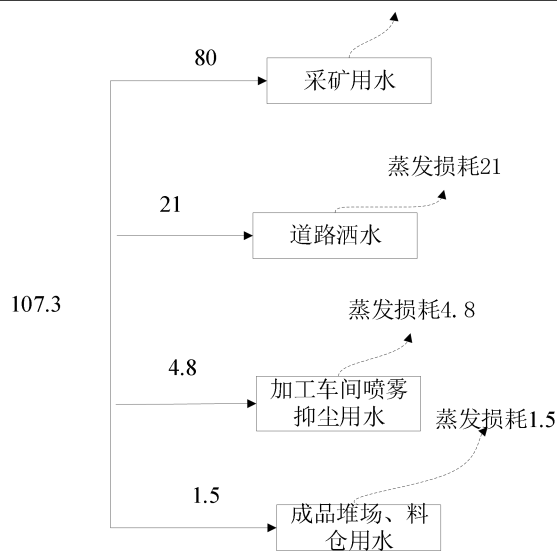 80
采矿用水
蒸发损耗21
21
道路洒水
107.3
蒸发损耗4.8
4.8
加工车间喷雾
抑尘用水
蒸发损耗1.5
1.5
成品堆场、料
仓用水